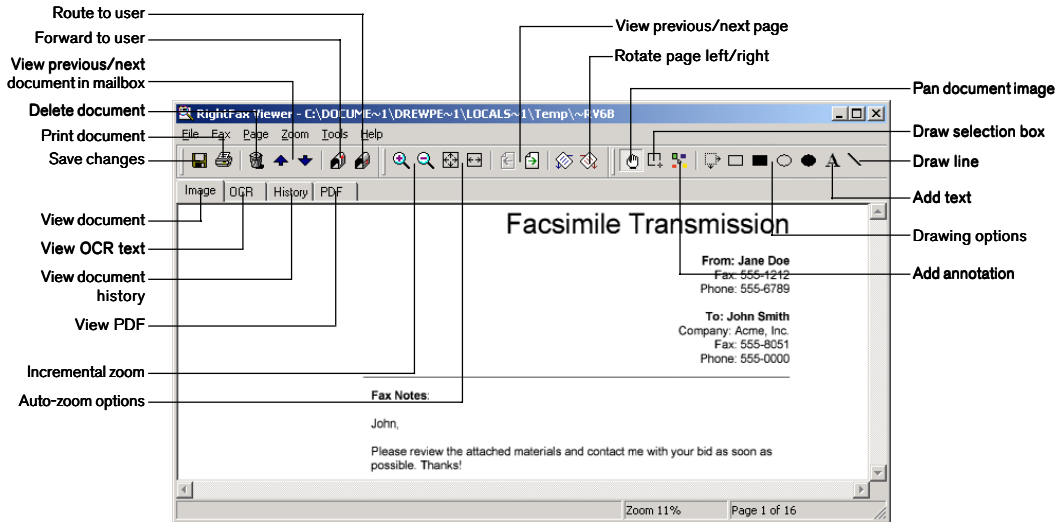 Route to user
Forward to user
View previous/next
document in mailbox
Delete document
Print document
Save changes
View document
View OCR text
View document
history
View PDF
Incremental zoom
Auto-zoom options
View previous/next page
Rotate page left/right
Pan document image
Draw selection box
Draw line
Add text
Drawing options
Add annotation
RightFax Viewer - C:\DOCUME~1\DREWPE~1\LOCALS~1\Temp\~RV6B
File Fax Page Zoom Tools Help
Image OCR History PDF
Facsimile Transmission
From: Jane Doe
Fax: 555-1212
Phone: 555-6789
To: John Smith
Company: Acme, Inc.
Fax: 555-8051
Phone: 555-0000
Fax Notes:
John,
Please review the attached materials and contact me with your bid as soon as
possible. Thanks!
Zoom 11% Page 1 of 16